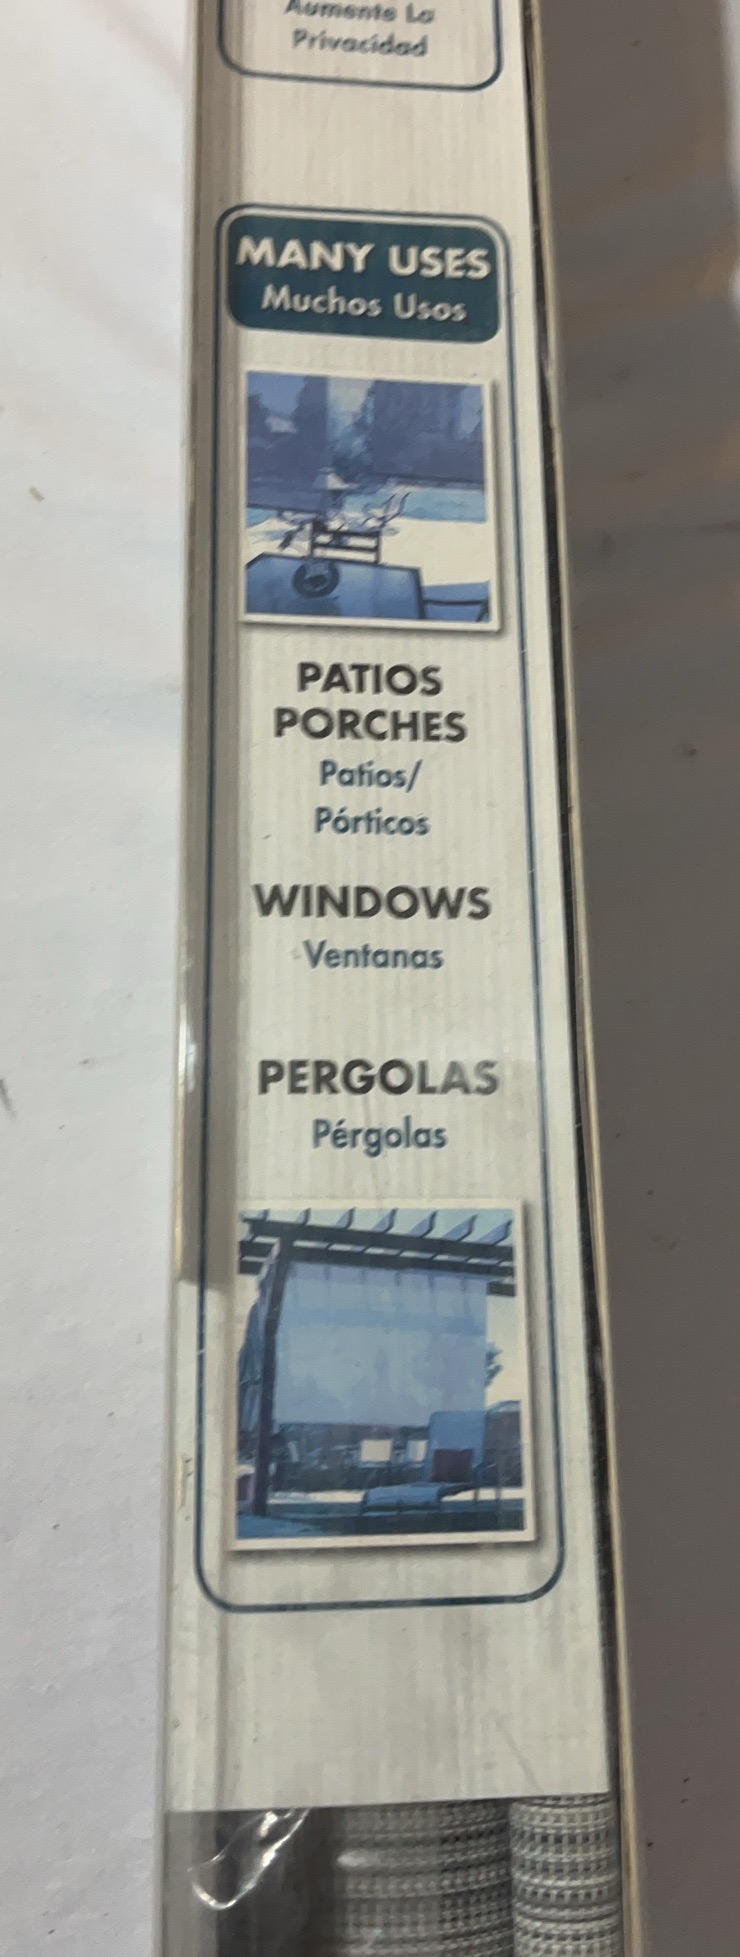 Aumente La
Privacidad
MANY USES
Muchos Usos
PATIOS
PORCHES
Patios/
Pórticos
WINDOWS
Ventanas
PERGOLAS
Pérgolas